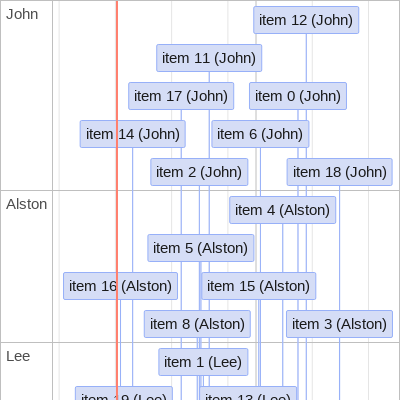 John
item 12 (John)
item 11 (John)
item 17 (John)
item 0 (John)
item 14 (John)
item 6 (John)
item 2 (John)
item 18 (John)
Alston
item 4 (Alston)
item 5 (Alston)
item 16 (Alston)
item 15 (Alston)
item 8 (Alston)
item 3 (Alston)
Lee
item 1 (Lee)
item 19 (Lee)
item 13 (Lee)